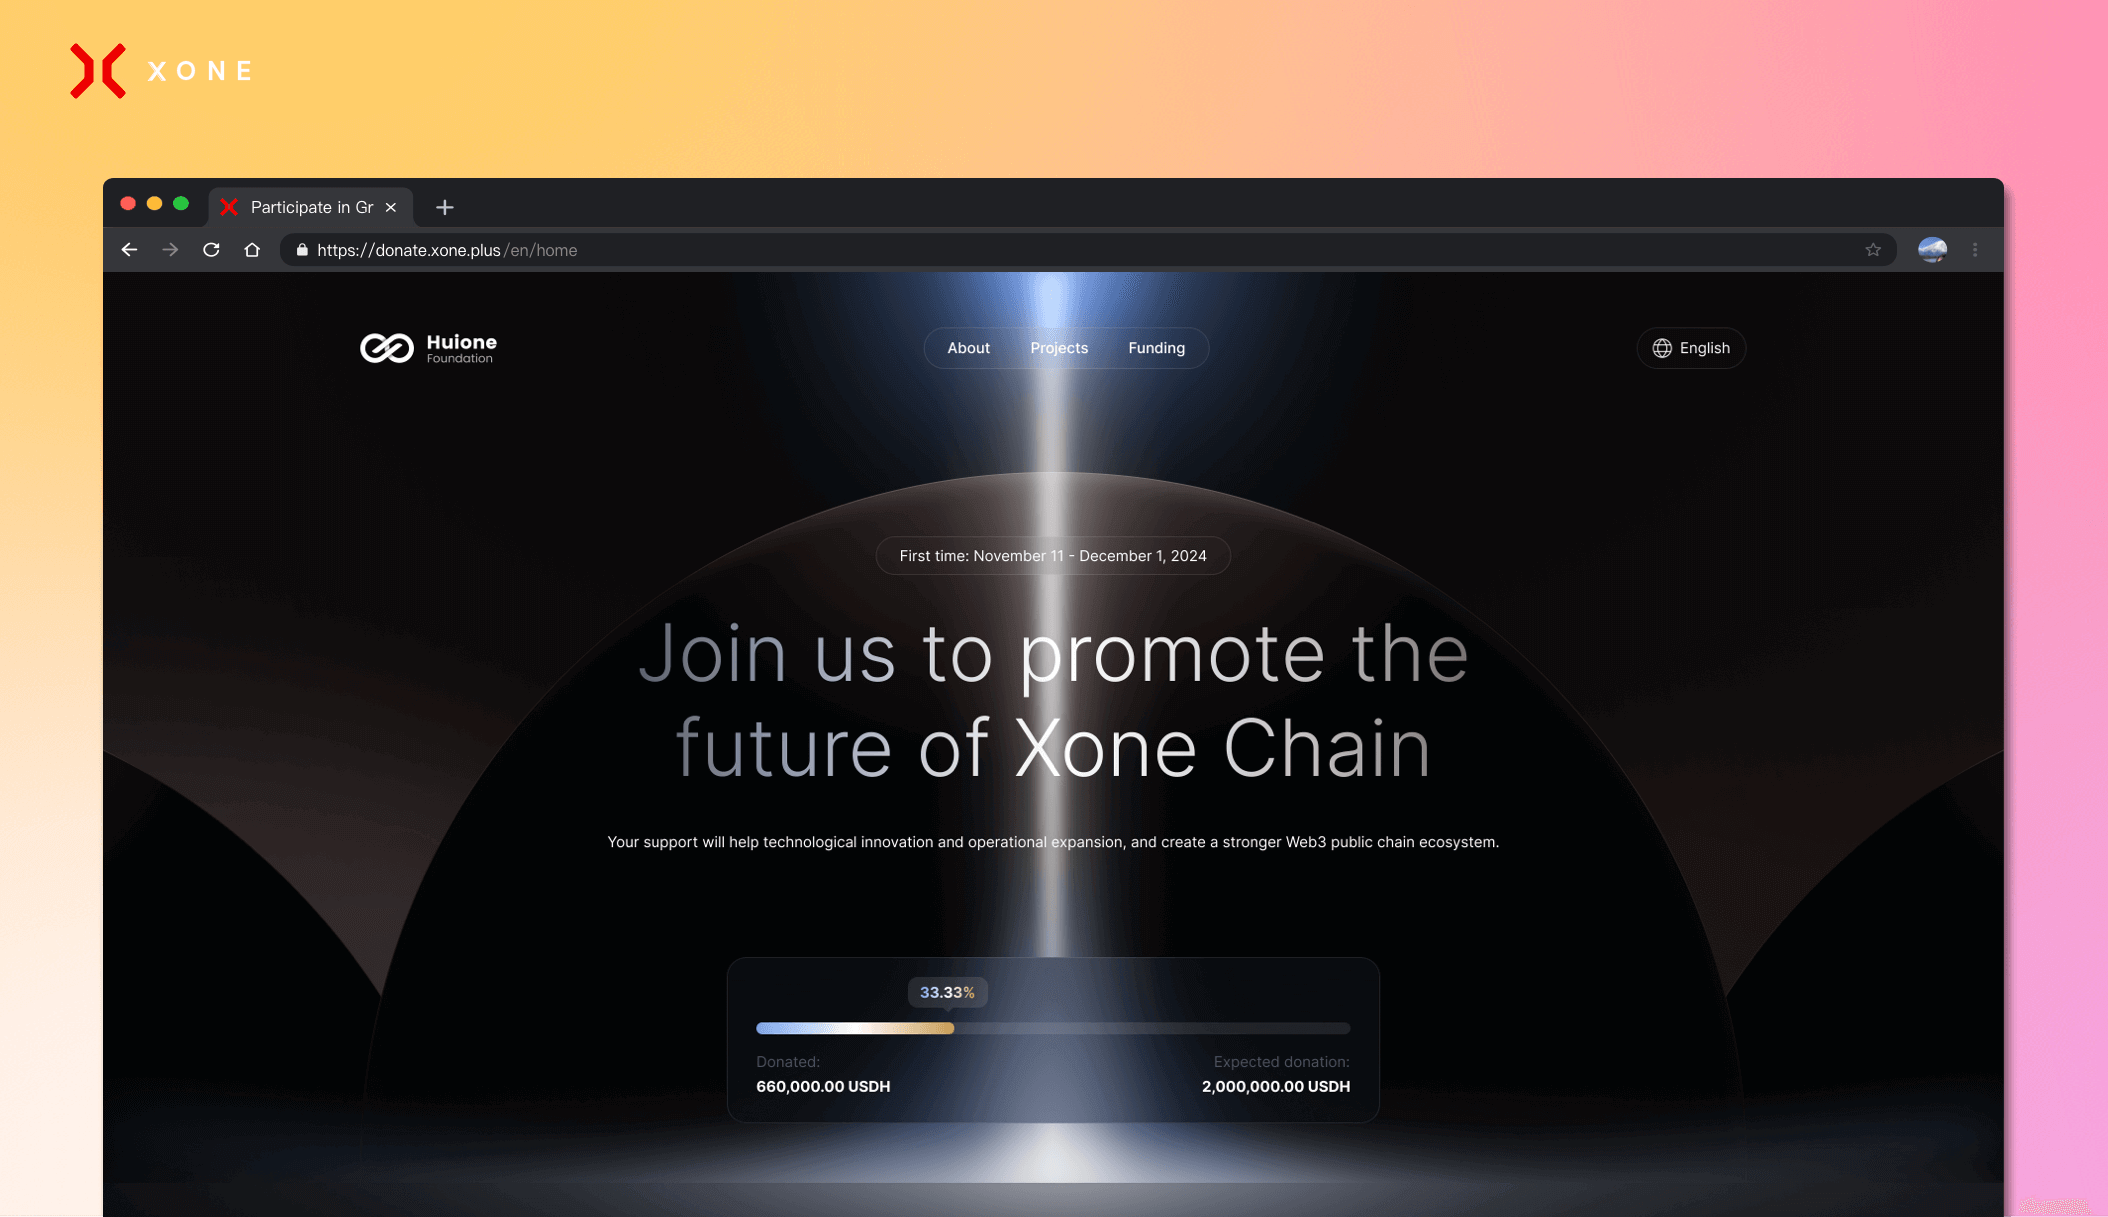 XONE
Participate in Gr
https://donate.xone.plus/en/home
Huione
Foundation
About Projects Funding
English
First time: November 11 - December 1, 2024
Join us to promote the
future of Xone Chain
Your support will help technological innovation and operational expansion, and create a stronger Web3 public chain ecosystem.
33.33%
Donated: Expected donation:
660,000.00 USDH 2,000,000.00 USDH